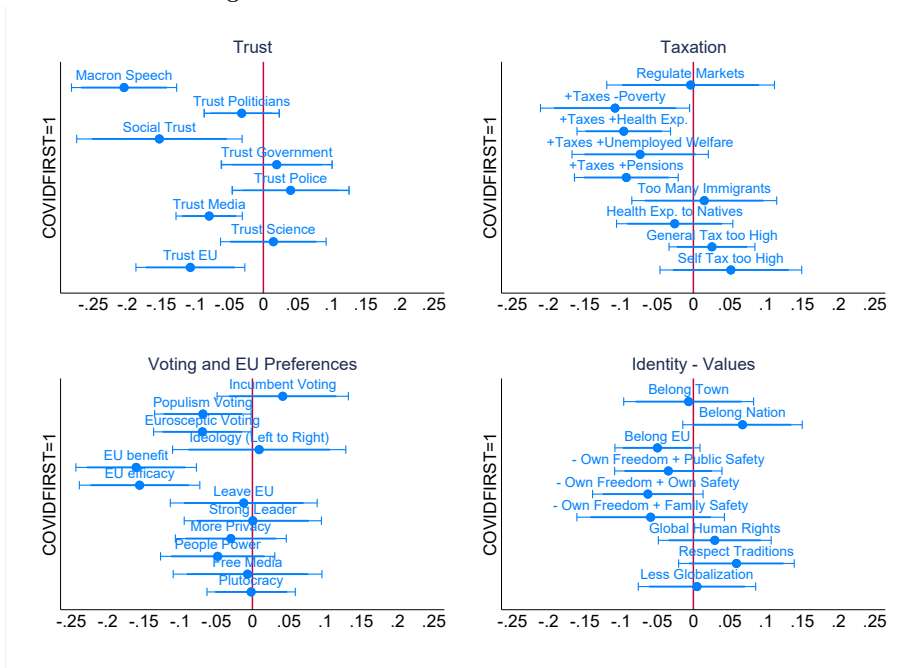 Trust
COVIDFIRST=1
Macron Speech
Trust Politicians
Social Trust
Trust Government
Trust Police
Trust Media
Trust Science
Trust EU
-.25 -.2 -.15 -.1 -.05 0 .05 .1 .15 .2 .25
Taxation
COVIDFIRST=1
Regulate Markets
+Taxes -Poverty
+Taxes +Health Exp.
+Taxes +Unemployed Welfare
+Taxes +Pensions
Too Many Immigrants
Health Exp. to Natives
General Tax too High
Self Tax too High
-.25 -.2 -.15 -.1 -.05 0 .05 .1 .15 .2 .25
Voting and EU Preferences
COVIDFIRST=1
Incumbent Voting
Populism Voting
Eurosceptic Voting
Ideology (Left to Right)
EU benefit
EU efficacy
Leave EU
Strong Leader
More Privacy
People Power
Free Media
Plutocracy
-.25 -.2 -.15 -.1 -.05 0 .05 .1 .15 .2 .25
Identity - Values
COVIDFIRST=1
Belong Town
Belong Nation
Belong EU
- Own Freedom + Public Safety
- Own Freedom + Own Safety
- Own Freedom + Family Safety
Global Human Rights
Respect Traditions
Less Globalization
-.25 -.2 -.15 -.1 -.05 0 .05 .1 .15 .2 .25